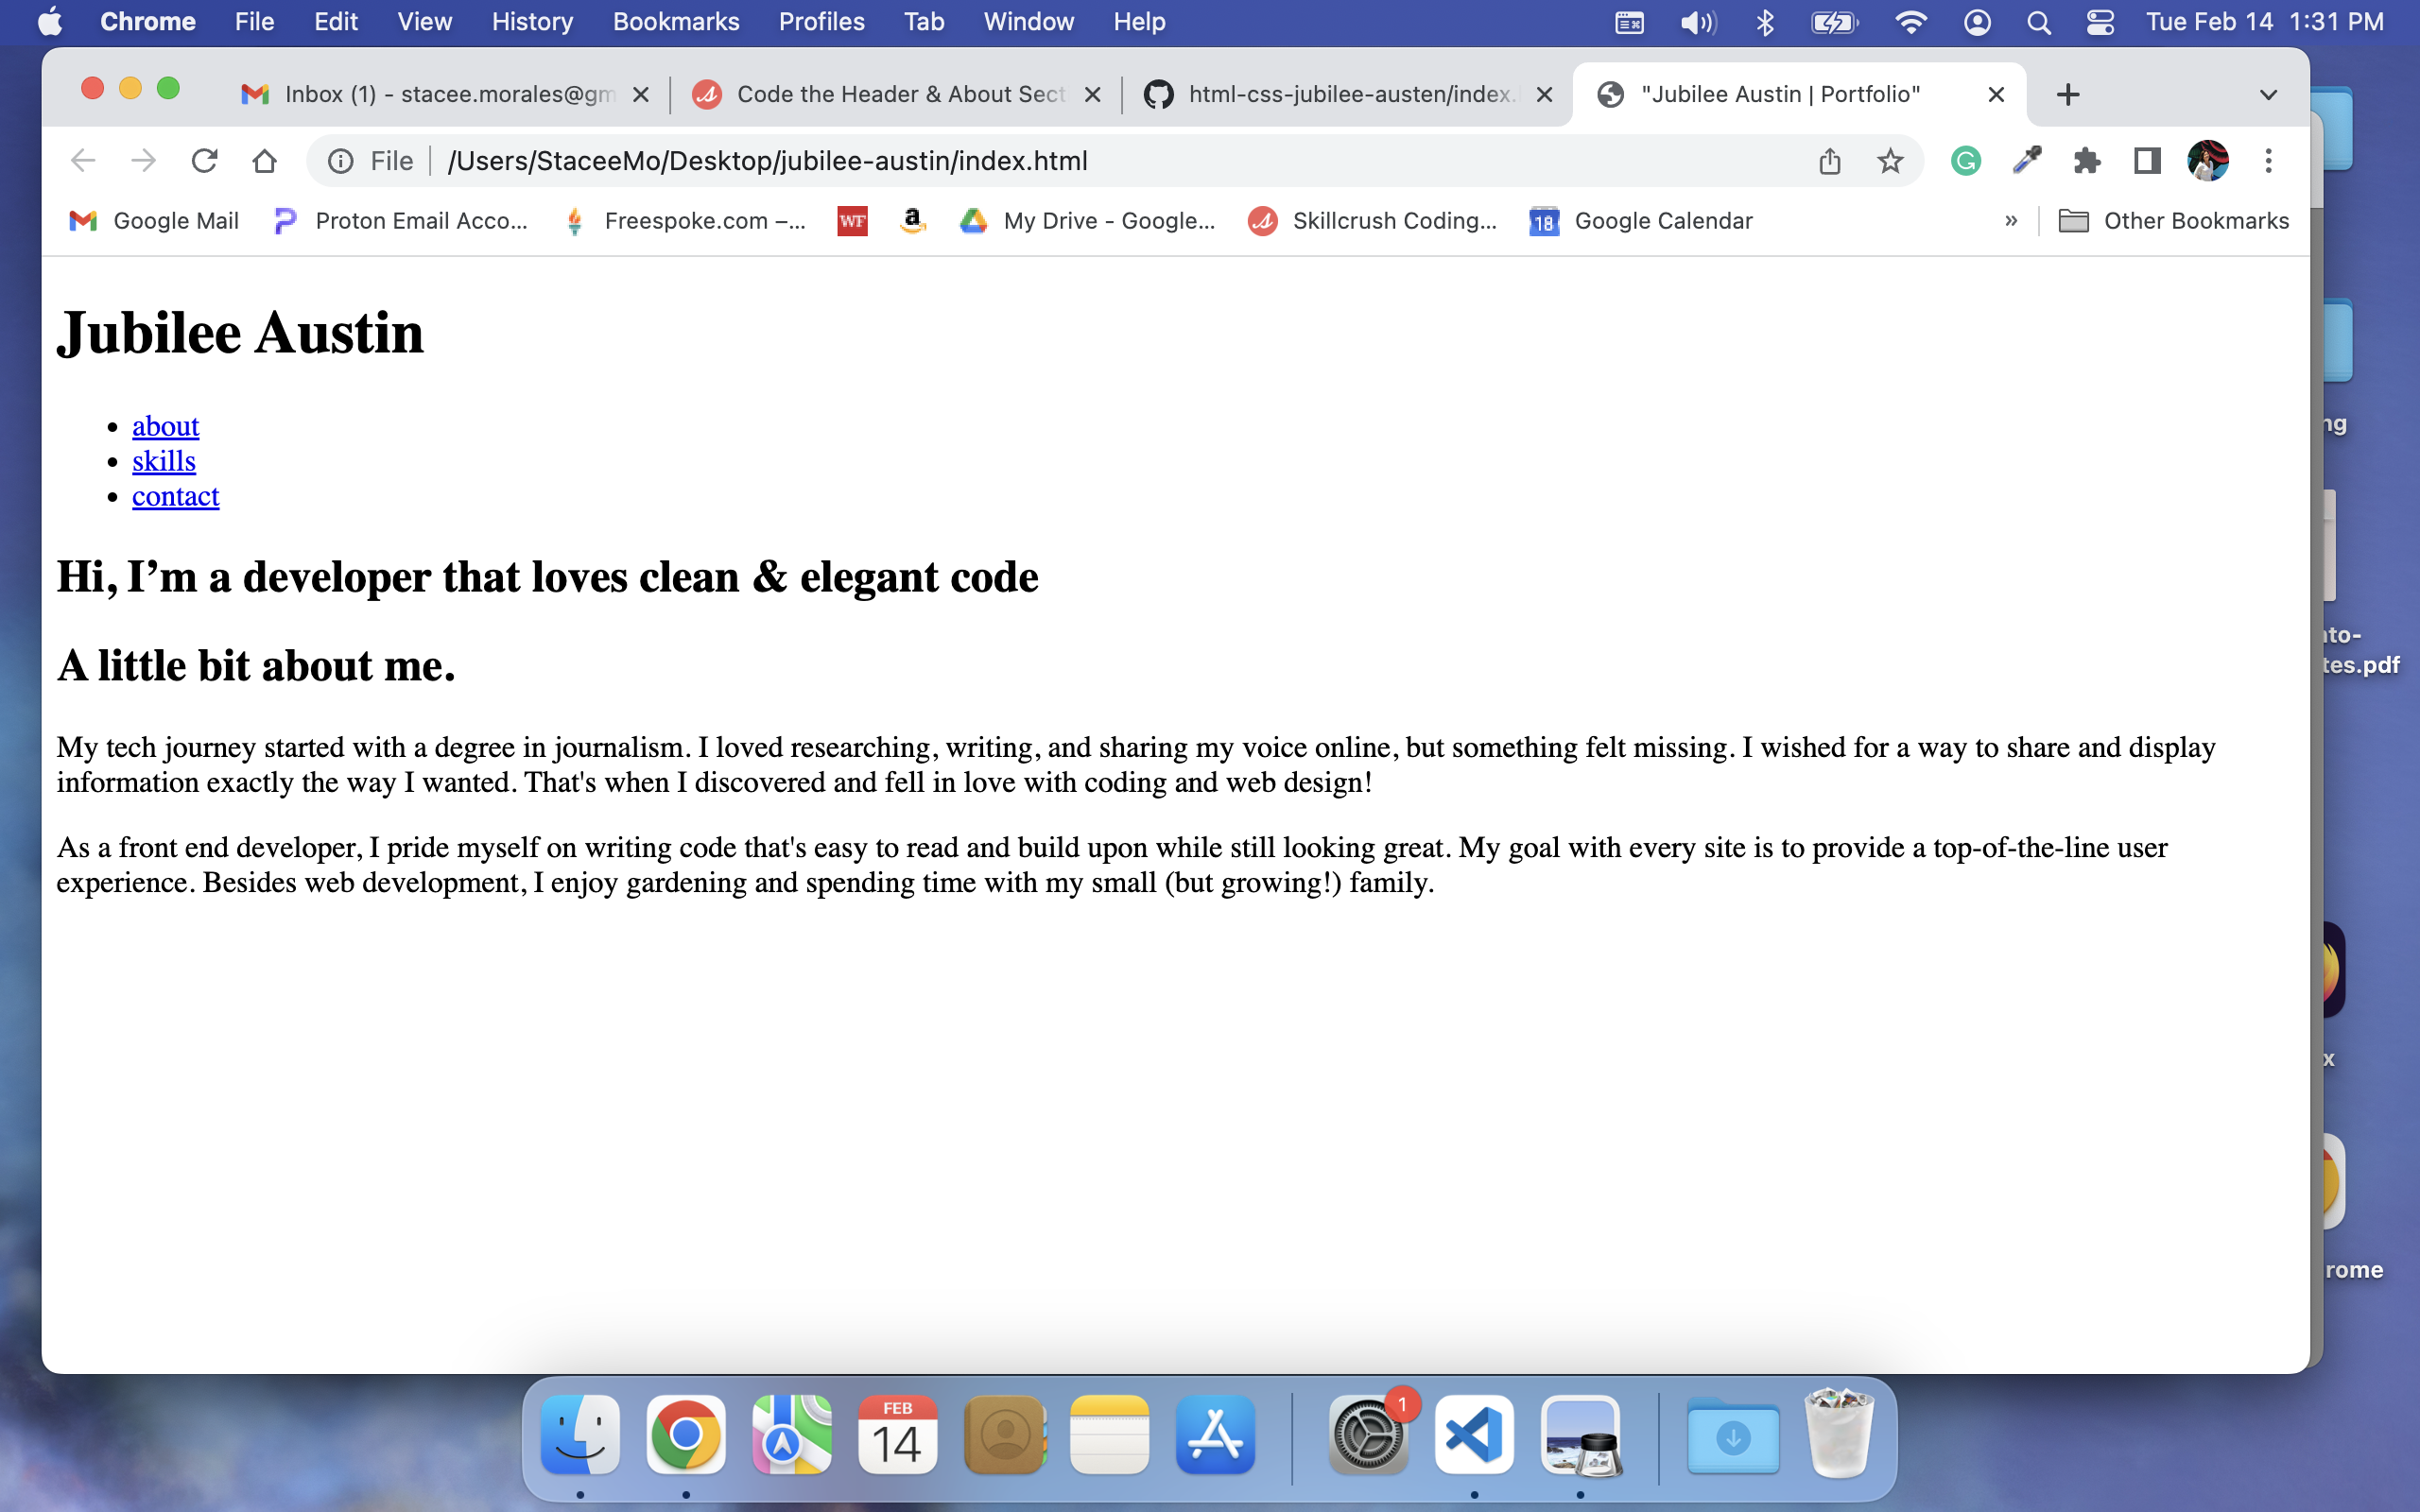 Chrome File Edit View History Bookmarks Profiles Tab Window Help Tue Feb 14 1:31 PM
Inbox (1) - stacee.morales@gm Code the Header & About Sect html-css-jubilee-austen/index. "Jubilee Austin | Portfolio"
File /Users/StaceeMo/Desktop/jubilee-austin/index.html
Google Mail Proton Email Acco... Freespoke.com –... WF a My Drive - Google... Skillcrush Coding... 18 Google Calendar » Other Bookmarks
Jubilee Austin
• about
• skills
• contact
Hi, I’m a developer that loves clean & elegant code
A little bit about me.
My tech journey started with a degree in journalism. I loved researching, writing, and sharing my voice online, but something felt missing. I wished for a way to share and display
information exactly the way I wanted. That's when I discovered and fell in love with coding and web design!
As a front end developer, I pride myself on writing code that's easy to read and build upon while still looking great. My goal with every site is to provide a top-of-the-line user
experience. Besides web development, I enjoy gardening and spending time with my small (but growing!) family.
ng
nto-
tes.pdf
x
rome
FEB
14
1